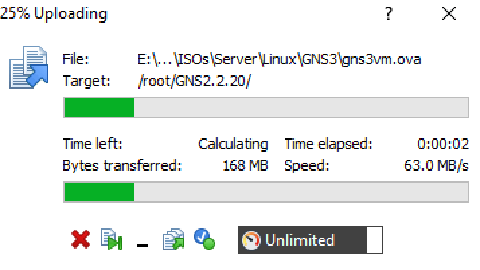 25% Uploading ?
File: E:\...\ISOs\Server\Linux\GNS3\gns3vm.ova
Target: /root/GNS2.2.20/
Time left: Calculating Time elapsed: 0:00:02
Bytes transferred: 168 MB Speed: 63.0 MB/s
Unlimited